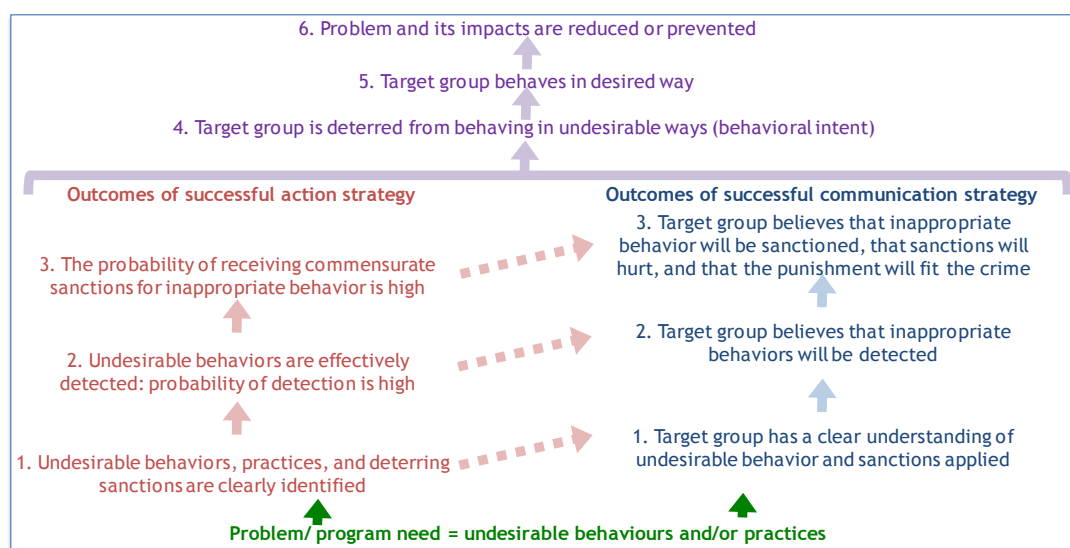 6. Problem and its impacts are reduced or prevented
5. Target group behaves in desired way
4. Target group is deterred from behaving in undesirable ways (behavioral intent)
Outcomes of successful action strategy
3. The probability of receiving commensurate
sanctions for inappropriate behavior is high
2. Undesirable behaviors are effectively
detected: probability of detection is high
1. Undesirable behaviors, practices, and deterring
sanctions are clearly identified
Outcomes of successful communication strategy
3. Target group believes that inappropriate
behavior will be sanctioned, that sanctions will
hurt, and that the punishment will fit the crime
2. Target group believes that inappropriate
behaviors will be detected
1. Target group has a clear understanding of
undesirable behavior and sanctions applied
Problem/ program need = undesirable behaviours and/or practices